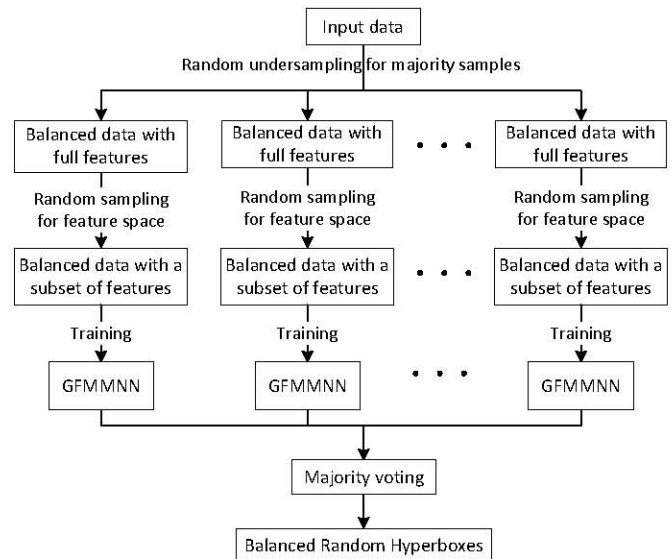 Input data
Random undersampling for majority samples
Balanced data with
full features
Balanced data with
full features
Balanced data with
full features
Random sampling
for feature space
Random sampling
for feature space
Random sampling
for feature space
Balanced data with a
subset of features
Balanced data with a
subset of features
Balanced data with a
subset of features
Training
Training
Training
GFMMNN
GFMMNN
GFMMNN
Majority voting
Balanced Random Hyperboxes